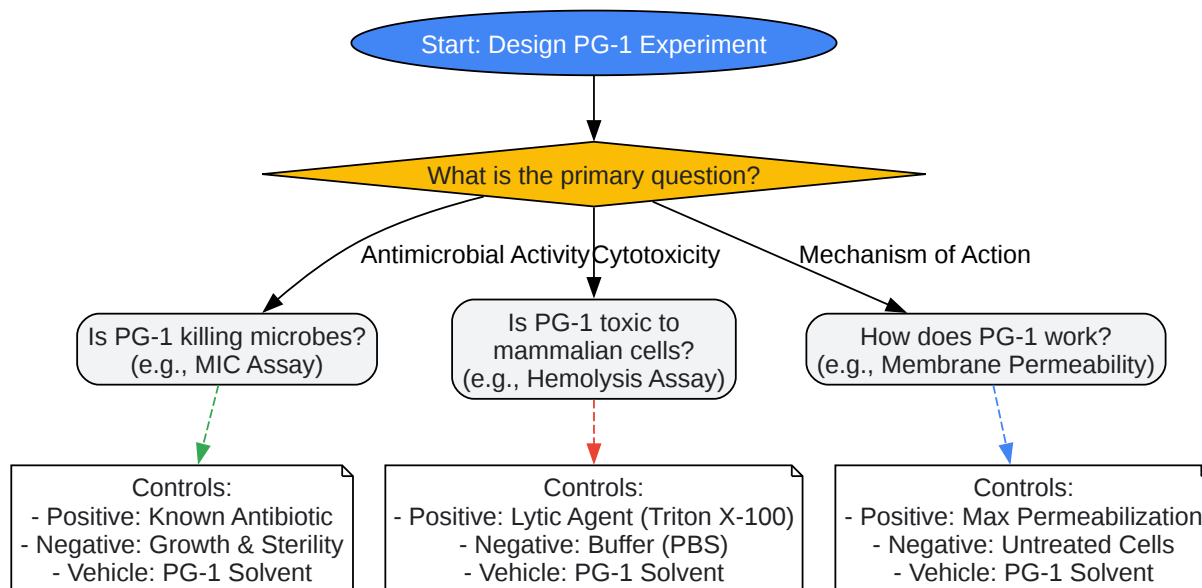 Start: Design PG-1 Experiment
What is the primary question?
Antimicrobial Activity
Cytotoxicity
Mechanism of Action
Is PG-1 killing microbes?
(e.g., MIC Assay)
Is PG-1 toxic to
mammalian cells?
(e.g., Hemolysis Assay)
How does PG-1 work?
(e.g., Membrane Permeability)
Controls:
- Positive: Known Antibiotic
- Negative: Growth & Sterility
- Vehicle: PG-1 Solvent
Controls:
- Positive: Lytic Agent (Triton X-100)
- Negative: Buffer (PBS)
- Vehicle: PG-1 Solvent
Controls:
- Positive: Max Permeabilization
- Negative: Untreated Cells
- Vehicle: PG-1 Solvent